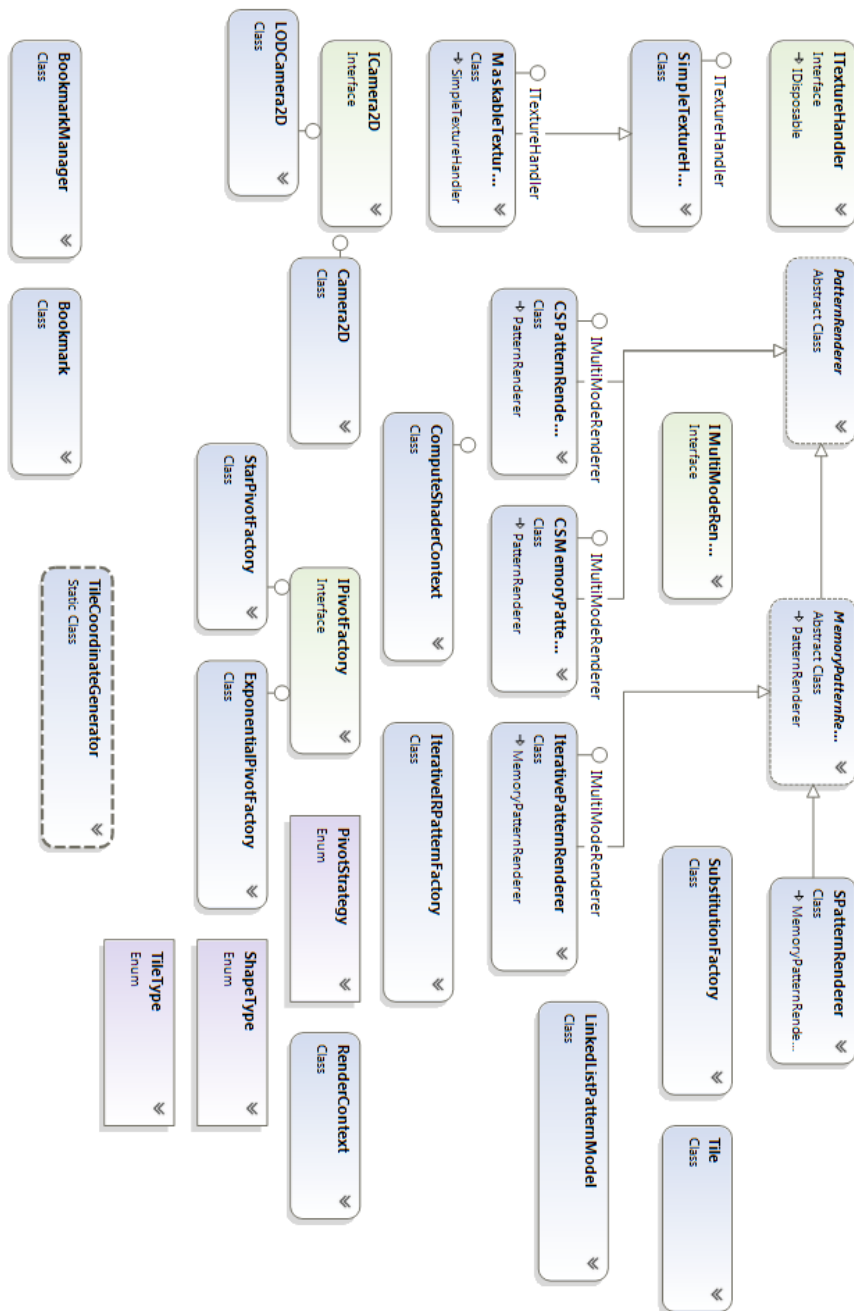 ITextureHandler
Interface
IDisposable
PatternRenderer
Abstract Class
MemoryPatternRe...
Abstract Class
PatternRenderer
SPatternRenderer
Class
MemoryPatternRende...
ITextureHandler
SimpleTextureH...
Class
IMultiModeRen...
Interface
SubstitutionFactory
Class
Tile
Class
ITextureHandler
MaskableTextur...
Class
SimpleTextureHandler
IMultiModeRenderer
CSPatternRende...
Class
PatternRenderer
IMultiModeRenderer
CSMemoryPatte...
Class
PatternRenderer
IMultiModeRenderer
IterativePatternRenderer
Class
MemoryPatternRenderer
LinkedListPatternModel
Class
ICamera2D
Interface
Camera2D
Class
ComputeShaderContext
Class
IterativeIRPatternFactory
Class
LODCamera2D
Class
IPivotFactory
Interface
PivotStrategy
Enum
RenderContext
Class
StarPivotFactory
Class
ExponentialPivotFactory
Class
ShapeType
Enum
TileType
Enum
BookmarkManager
Class
Bookmark
Class
TileCoordinateGenerator
Static Class